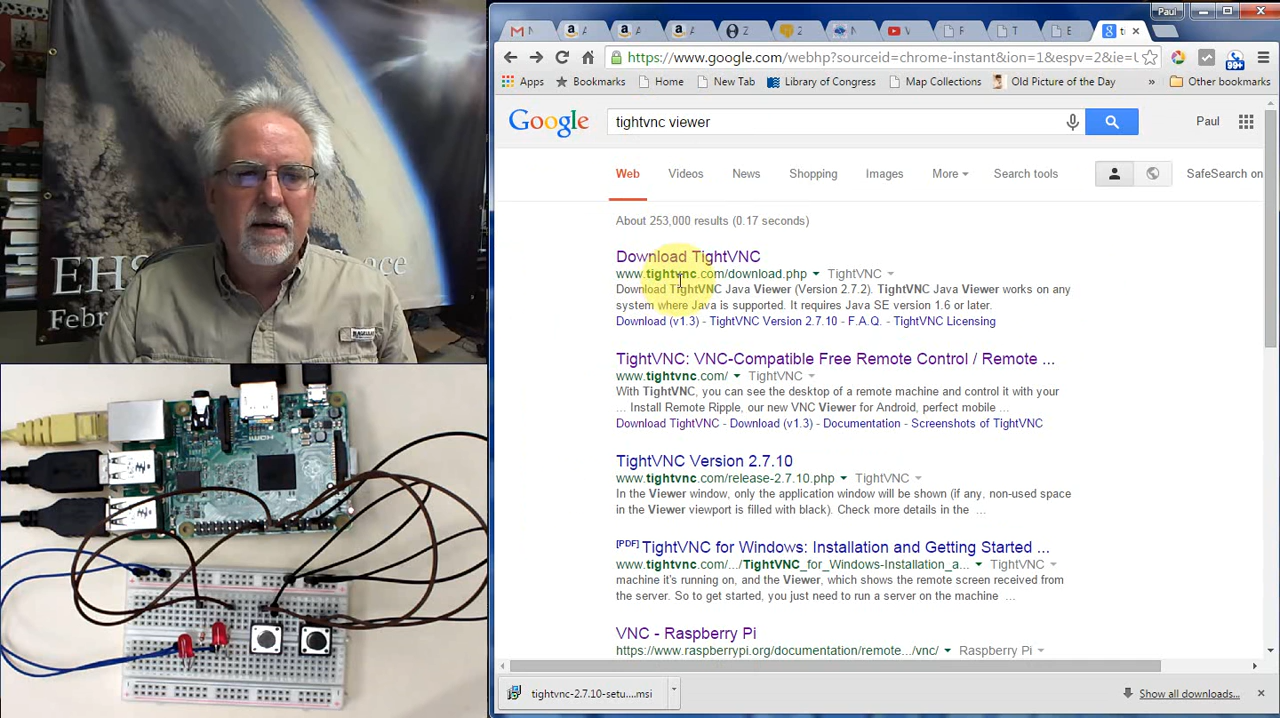 Paul
https://www.google.com/webhp?sourceid=chrome-instant&ion=1&espv=2&ie=U
99+
Apps Bookmarks Home New Tab Library of Congress Map Collections Old Picture of the Day » Other bookmarks
Google tightvnc viewer Paul
Web Videos News Shopping Images More Search tools SafeSearch on
About 253,000 results (0.17 seconds)
Download TightVNC
www.tightvnc.com/download.php TightVNC
Download TightVNC Java Viewer (Version 2.7.2). TightVNC Java Viewer works on any
system where Java is supported. It requires Java SE version 1.6 or later.
Download (v1.3) - TightVNC Version 2.7.10 - F.A.Q. - TightVNC Licensing
TightVNC: VNC-Compatible Free Remote Control / Remote ...
www.tightvnc.com/ TightVNC
With TightVNC, you can see the desktop of a remote machine and control it with your
... Install Remote Ripple, our new VNC Viewer for Android, perfect mobile ...
Download TightVNC - Download (v1.3) - Documentation - Screenshots of TightVNC
TightVNC Version 2.7.10
www.tightvnc.com/release-2.7.10.php TightVNC
In the Viewer window, only the application window will be shown (if any, non-used space
in the Viewer viewport is filled with black). Check more details in the ...
[PDF] TightVNC for Windows: Installation and Getting Started ...
www.tightvnc.com/.../TightVNC_for_Windows-Installation_a... TightVNC
machine it's running on, and the Viewer, which shows the remote screen received from
the server. So to get started, you just need to run a server on the machine ...
VNC - Raspberry Pi
https://www.raspberrypi.org/documentation/remote.../vnc/ Raspberry Pi
tightvnc-2.7.10-setu....msi Show all downloads...
EHS
Febr
HDMI